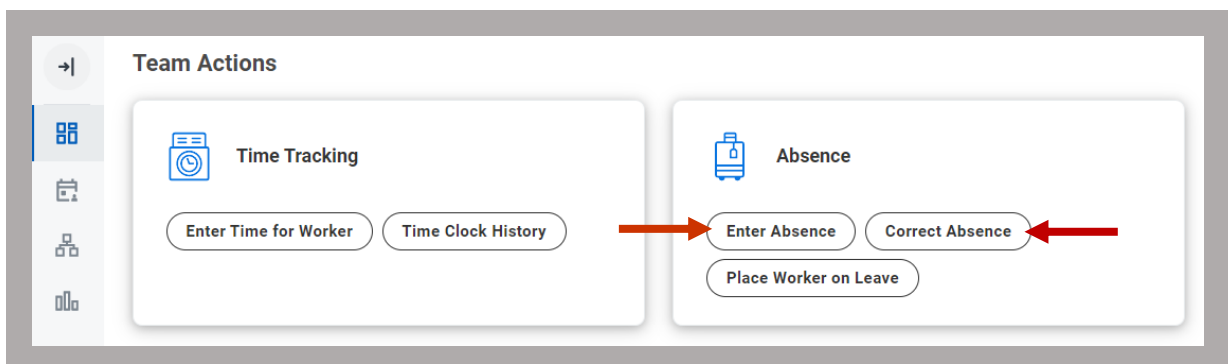 Team Actions
Time Tracking
Enter Time for Worker
Time Clock History
Absence
Enter Absence
Correct Absence
Place Worker on Leave